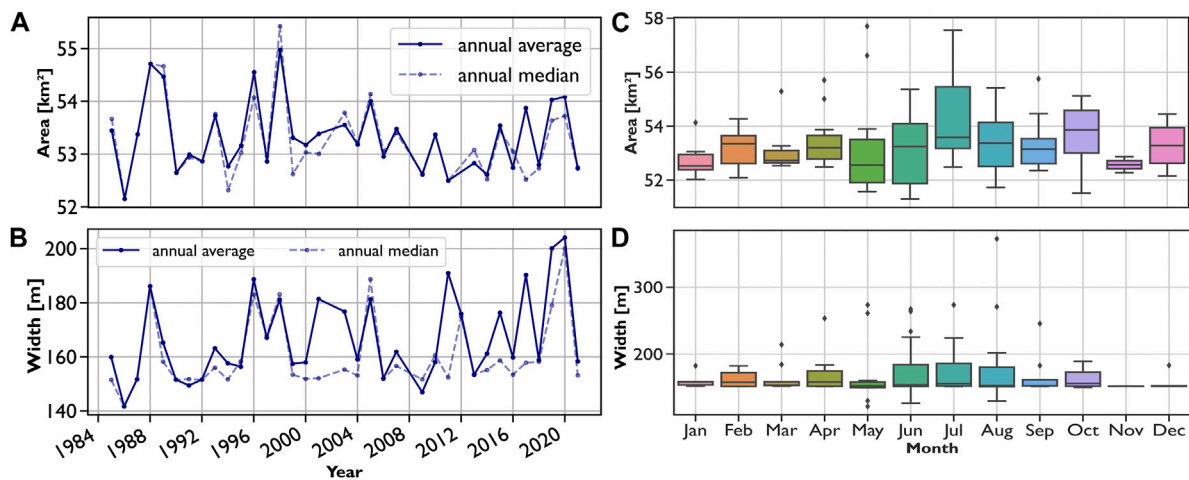 A
Area [km²]
55
54
53
52
annual average
annual median
B
Width [m]
200
180
160
140
annual average
annual median
1984
1988
1992
1996
2000
2004
2008
2012
2016
2020
Year
C
Area [km²]
58
56
54
52
D
Width [m]
300
200
Jan Feb Mar Apr May Jun Jul Aug Sep Oct Nov Dec
Month